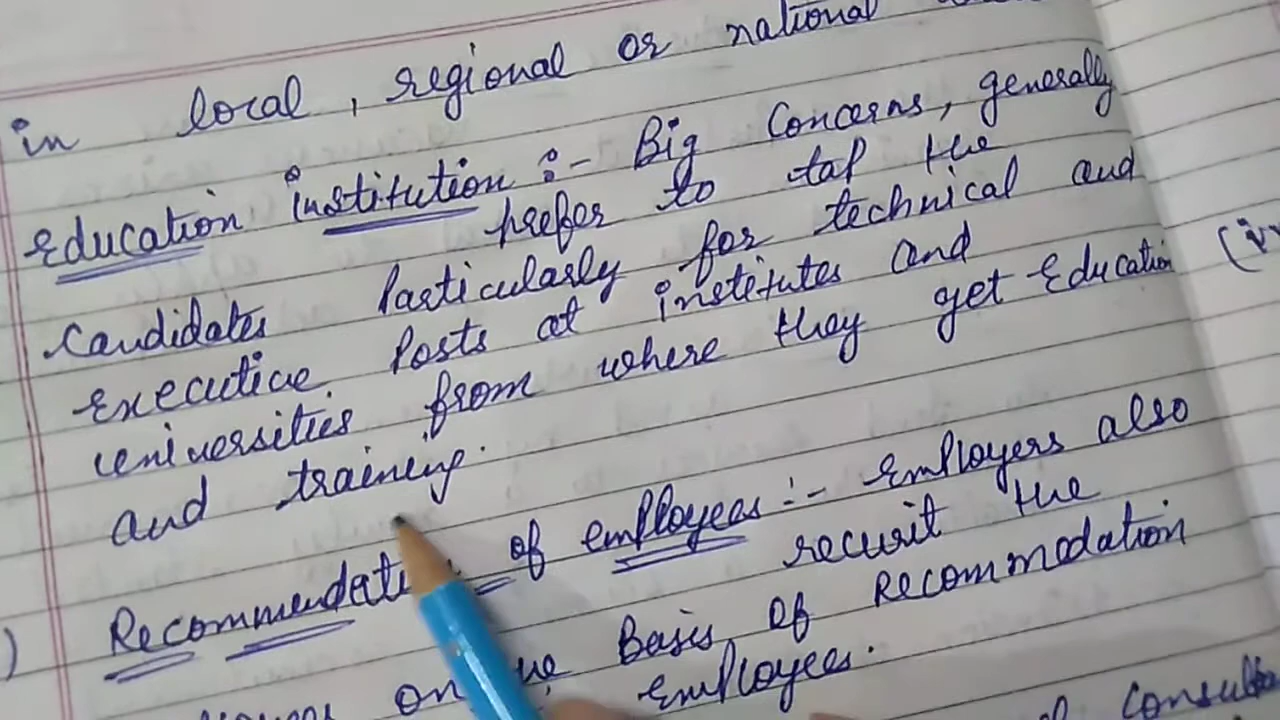 in local, regional or national
Education institution :- Big Concerns, generally
prefer to tap the
Candidates particularly for technical and
Executive Posts at institutes and
universities from where they get Education
and training.
Recommendation of employees :- Employers also
recurit the
on Basis of Recommodation
Employees.
consulta